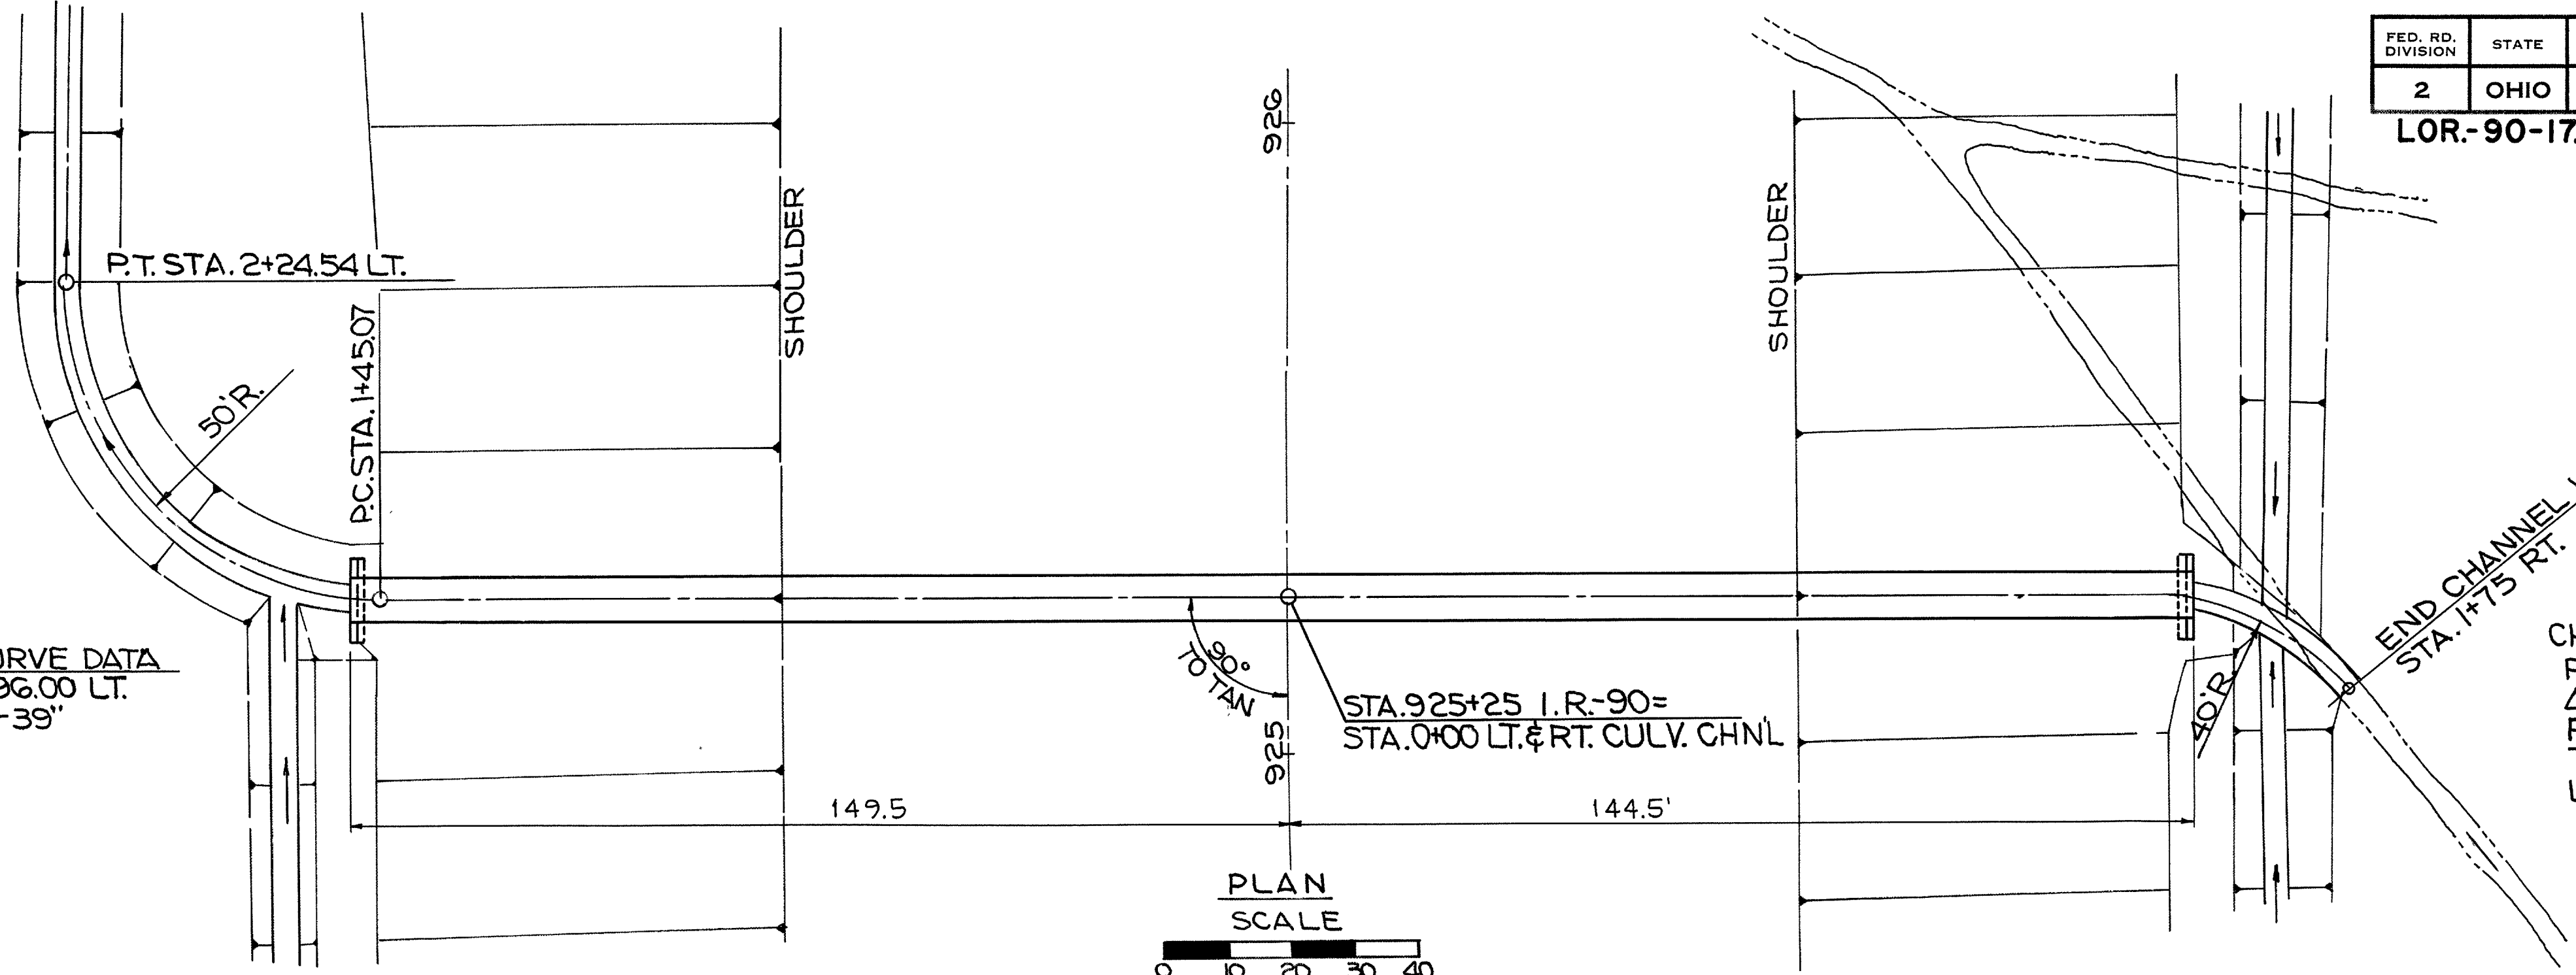 FED. RD. DIVISION STATE
2 OHIO
LOR.-90-17.
926
P.T. STA. 2+24.54 LT.
SHOULDER
SHOULDER
P.C. STA. 1+45.07
50'R.
END CHANNEL
STA. 1+75 RT.
URVE DATA
96.00 LT.
-39"
90°
TO TAN
STA. 925+25 I.R.-90=
STA. 0+00 LT. & RT. CULV. CHN'L
925
40'R.
149.5
144.5'
PLAN
SCALE
0 10 20 30 40